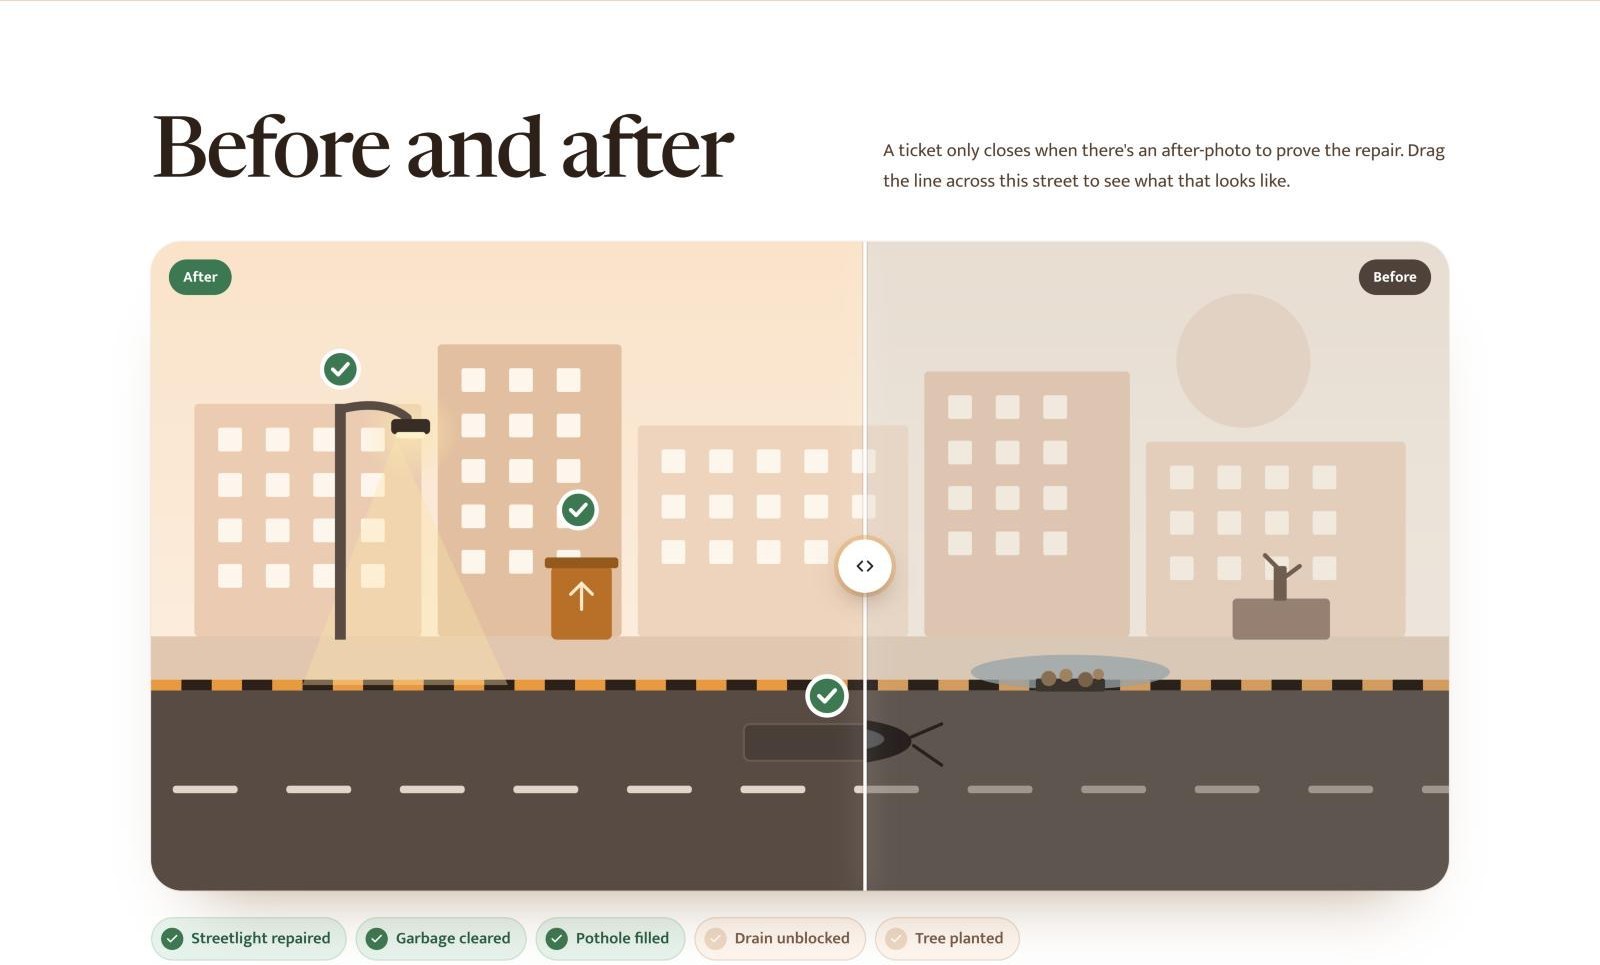 Before and after
A ticket only closes when there's an after-photo to prove the repair. Drag
the line across this street to see what that looks like.
After
Before
Streetlight repaired
Garbage cleared
Pothole filled
Drain unblocked
Tree planted